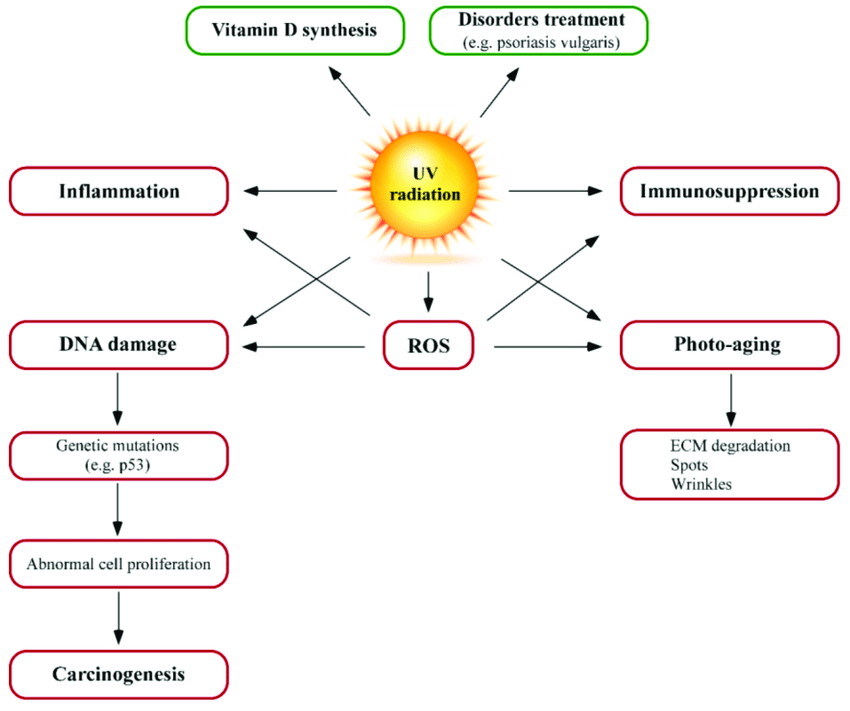 Vitamin D synthesis
Disorders treatment
(e.g. psoriasis vulgaris)
UV
radiation
Inflammation
Immunosuppression
DNA damage
ROS
Photo-aging
Genetic mutations
(e.g. p53)
ECM degradation
Spots
Wrinkles
Abnormal cell proliferation
Carcinogenesis